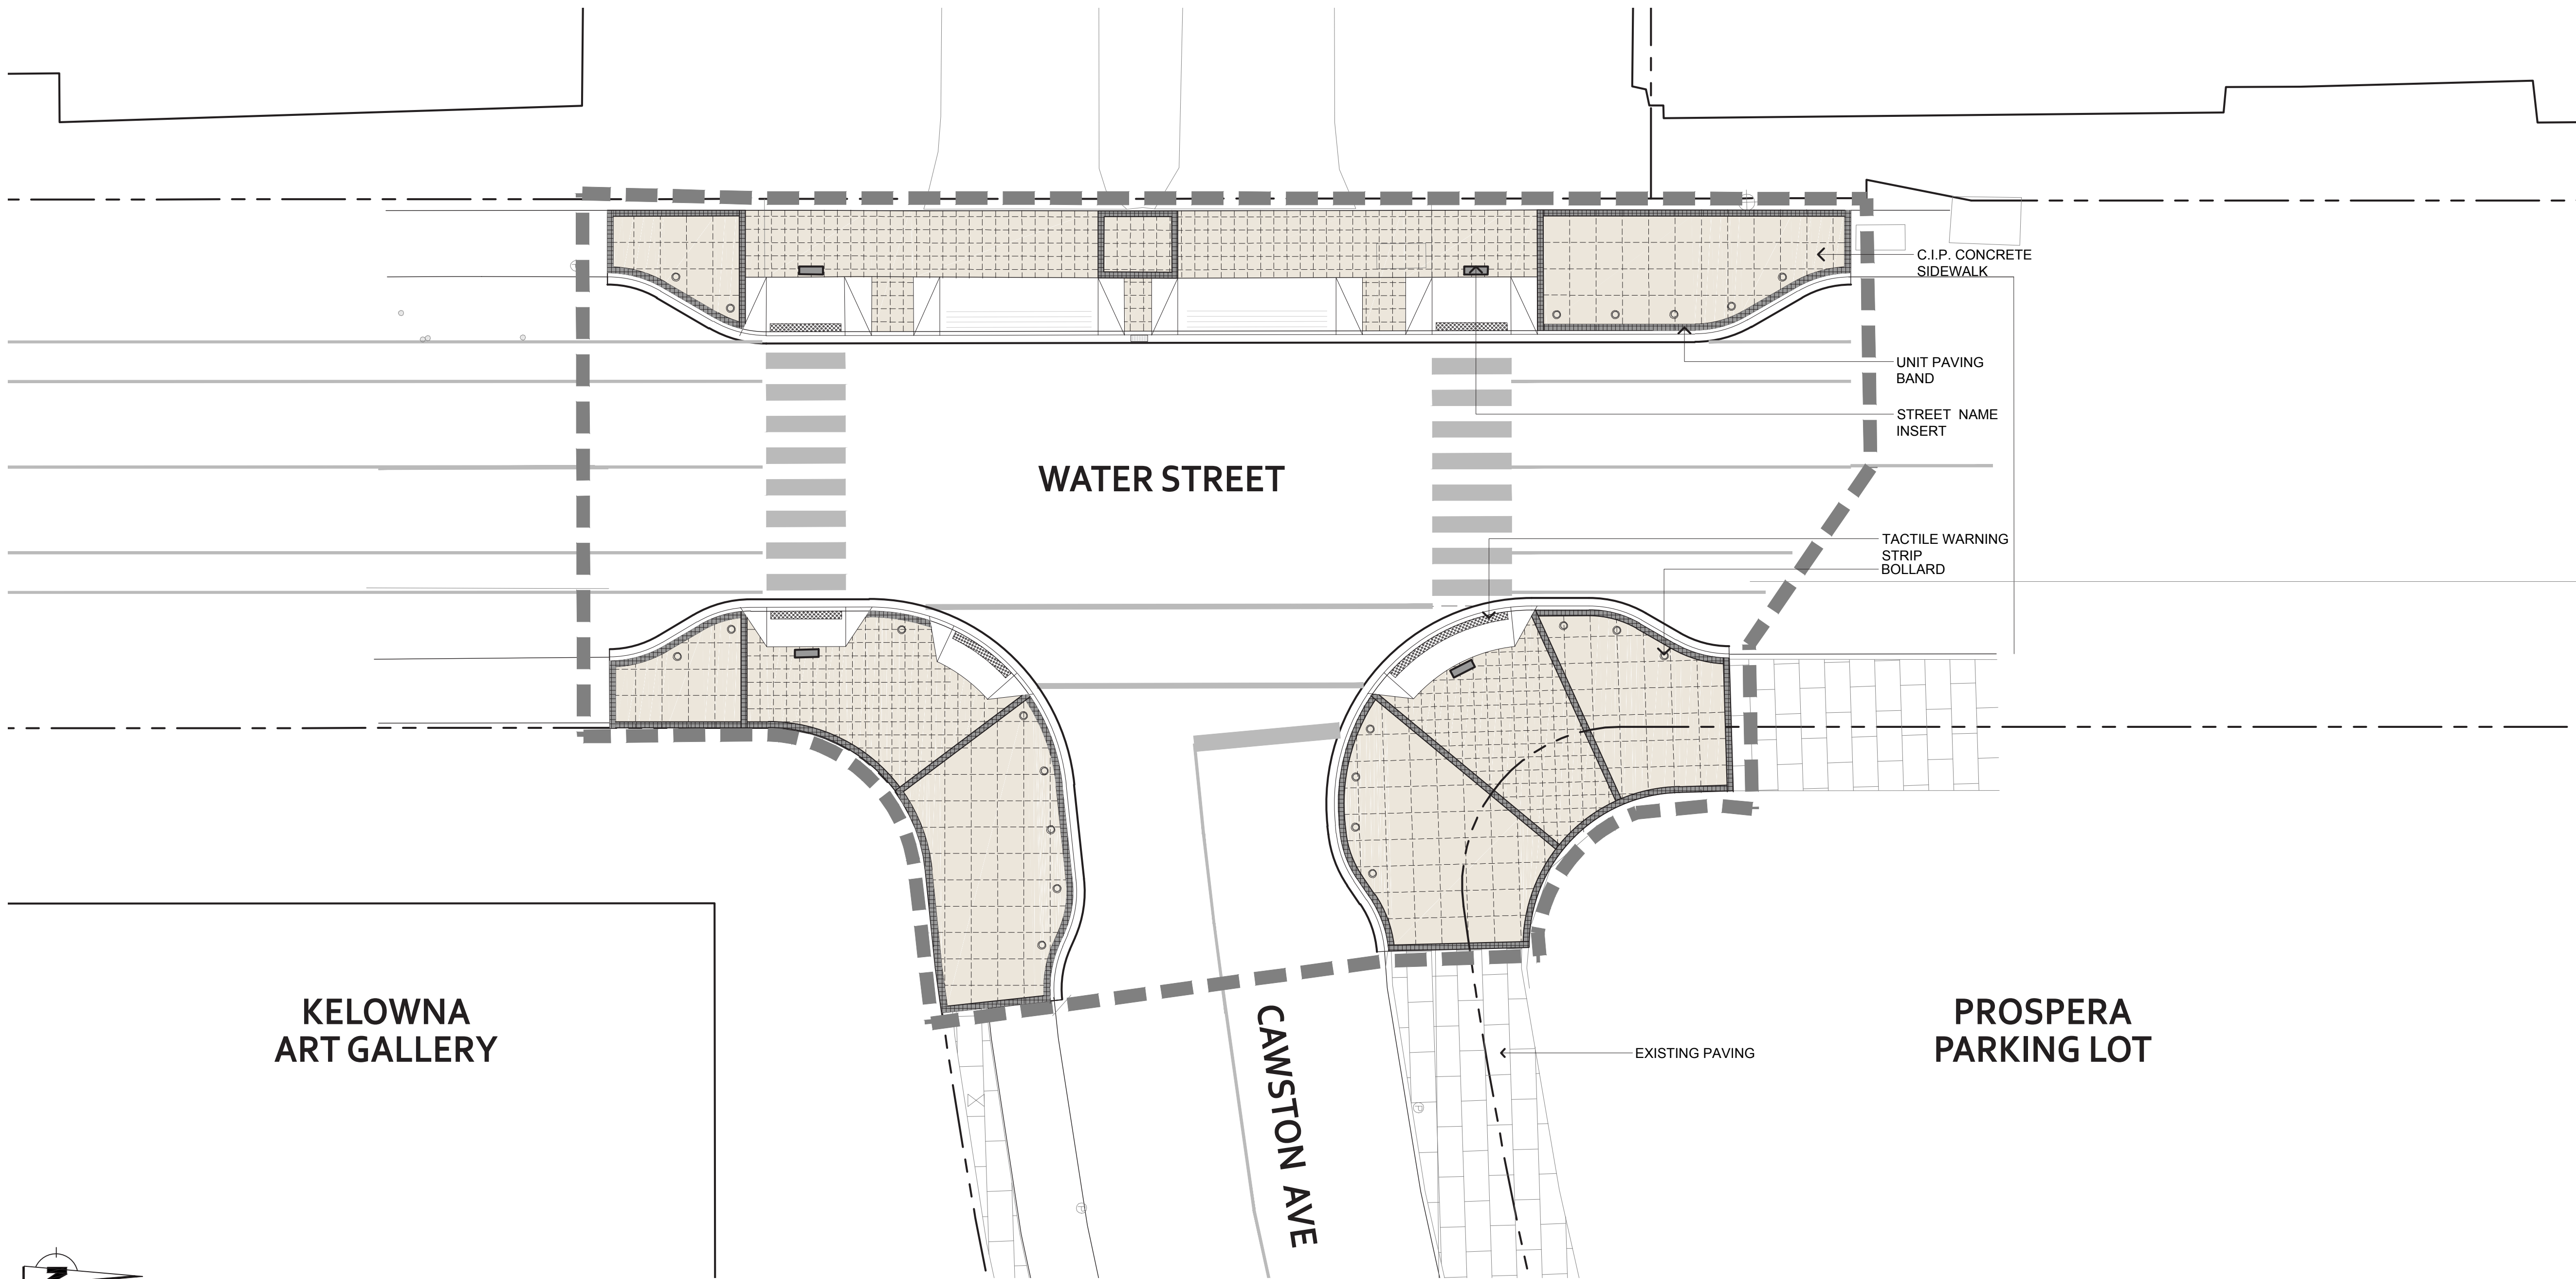 C.I.P. CONCRETE
SIDEWALK
UNIT PAVING
BAND
STREET NAME
INSERT
WATER STREET
TACTILE WARNING
STRIP
BOLLARD
KELOWNA
ART GALLERY
CAWSTON AVE
PROSPERA
PARKING LOT
EXISTING PAVING
N